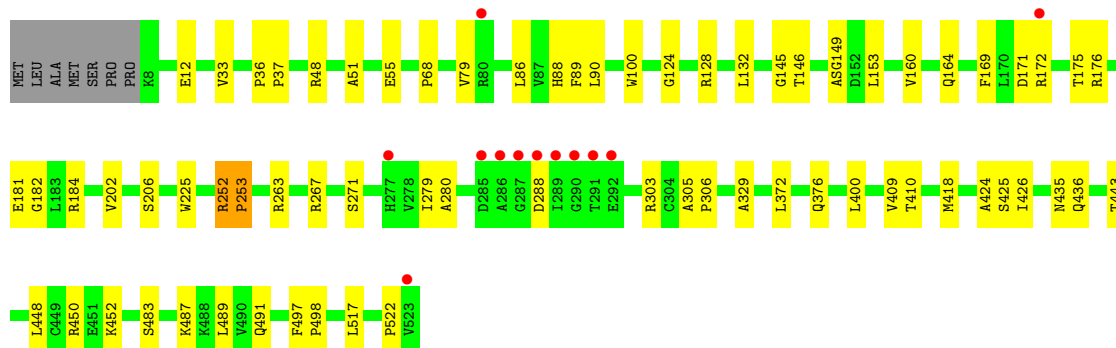 MET LEU ALA MET SER PRO PRO K8 E12 V33 P36 P37 R48 A51 E55 P68 V79 R80 L86 V87 H88 F89 L90 W100 G124 R128 L132 G145 T146 ASG149 D152 L153 V160 Q164 F169 L170 D171 R172 T175 R176
E181 G182 L183 R184 V202 S206 W225 R252 P253 R263 R267 S271 H277 V278 I279 A280 D285 A286 G287 D288 I289 G290 T291 E292 R303 C304 A305 P306 A329 L372 Q376 L400 V409 T410 M418 A424 S425 I426 N435 Q436 T443
L448 C449 R450 E451 K452 S483 K487 K488 L489 V490 Q491 F497 P498 L517 P522 V523